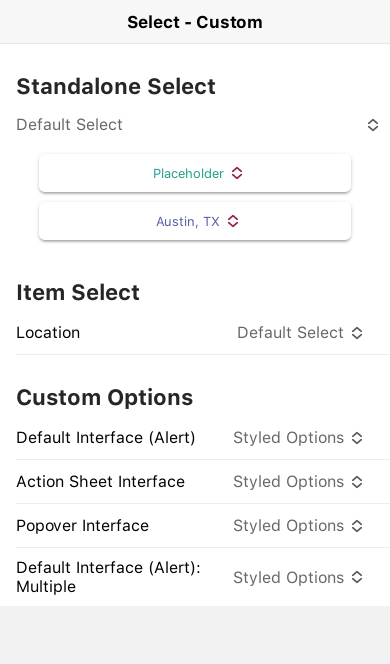 Select - Custom
Standalone Select
Default Select
Placeholder
Austin, TX
Item Select
Location Default Select
Custom Options
Default Interface (Alert) Styled Options
Action Sheet Interface Styled Options
Popover Interface Styled Options
Default Interface (Alert):
Multiple Styled Options